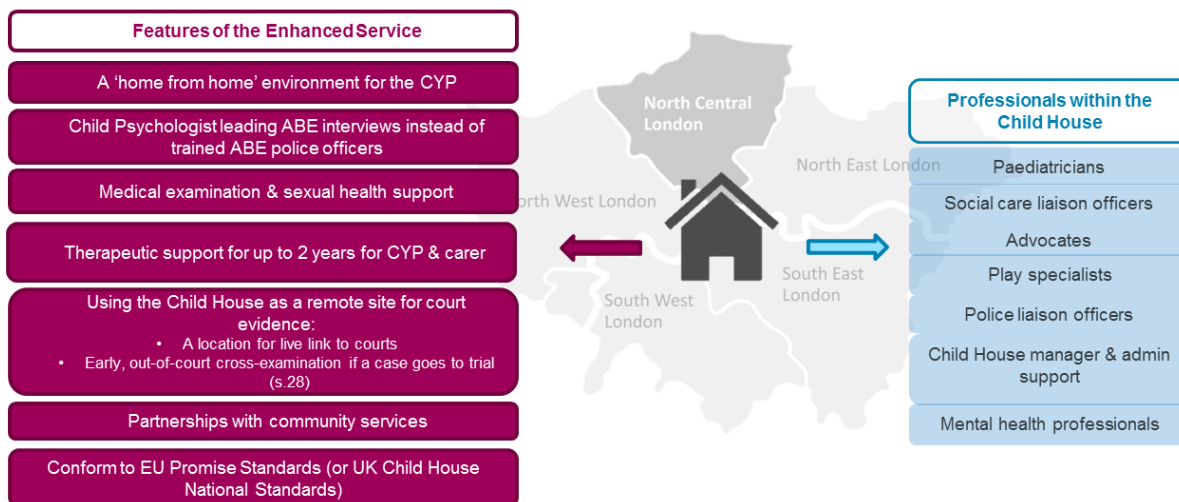 Features of the Enhanced Service
A ‘home from home’ environment for the CYP
Child Psychologist leading ABE interviews instead of
trained ABE police officers
Medical examination & sexual health support
Therapeutic support for up to 2 years for CYP & carer
Using the Child House as a remote site for court
evidence:
• A location for live link to courts
• Early, out-of-court cross-examination if a case goes to trial
(s.28)
Partnerships with community services
Conform to EU Promise Standards (or UK Child House
National Standards)
North Central
London
North East London
orth West London
South West
London
South East
London
Professionals within the
Child House
Paediatricians
Social care liaison officers
Advocates
Play specialists
Police liaison officers
Child House manager & admin
support
Mental health professionals